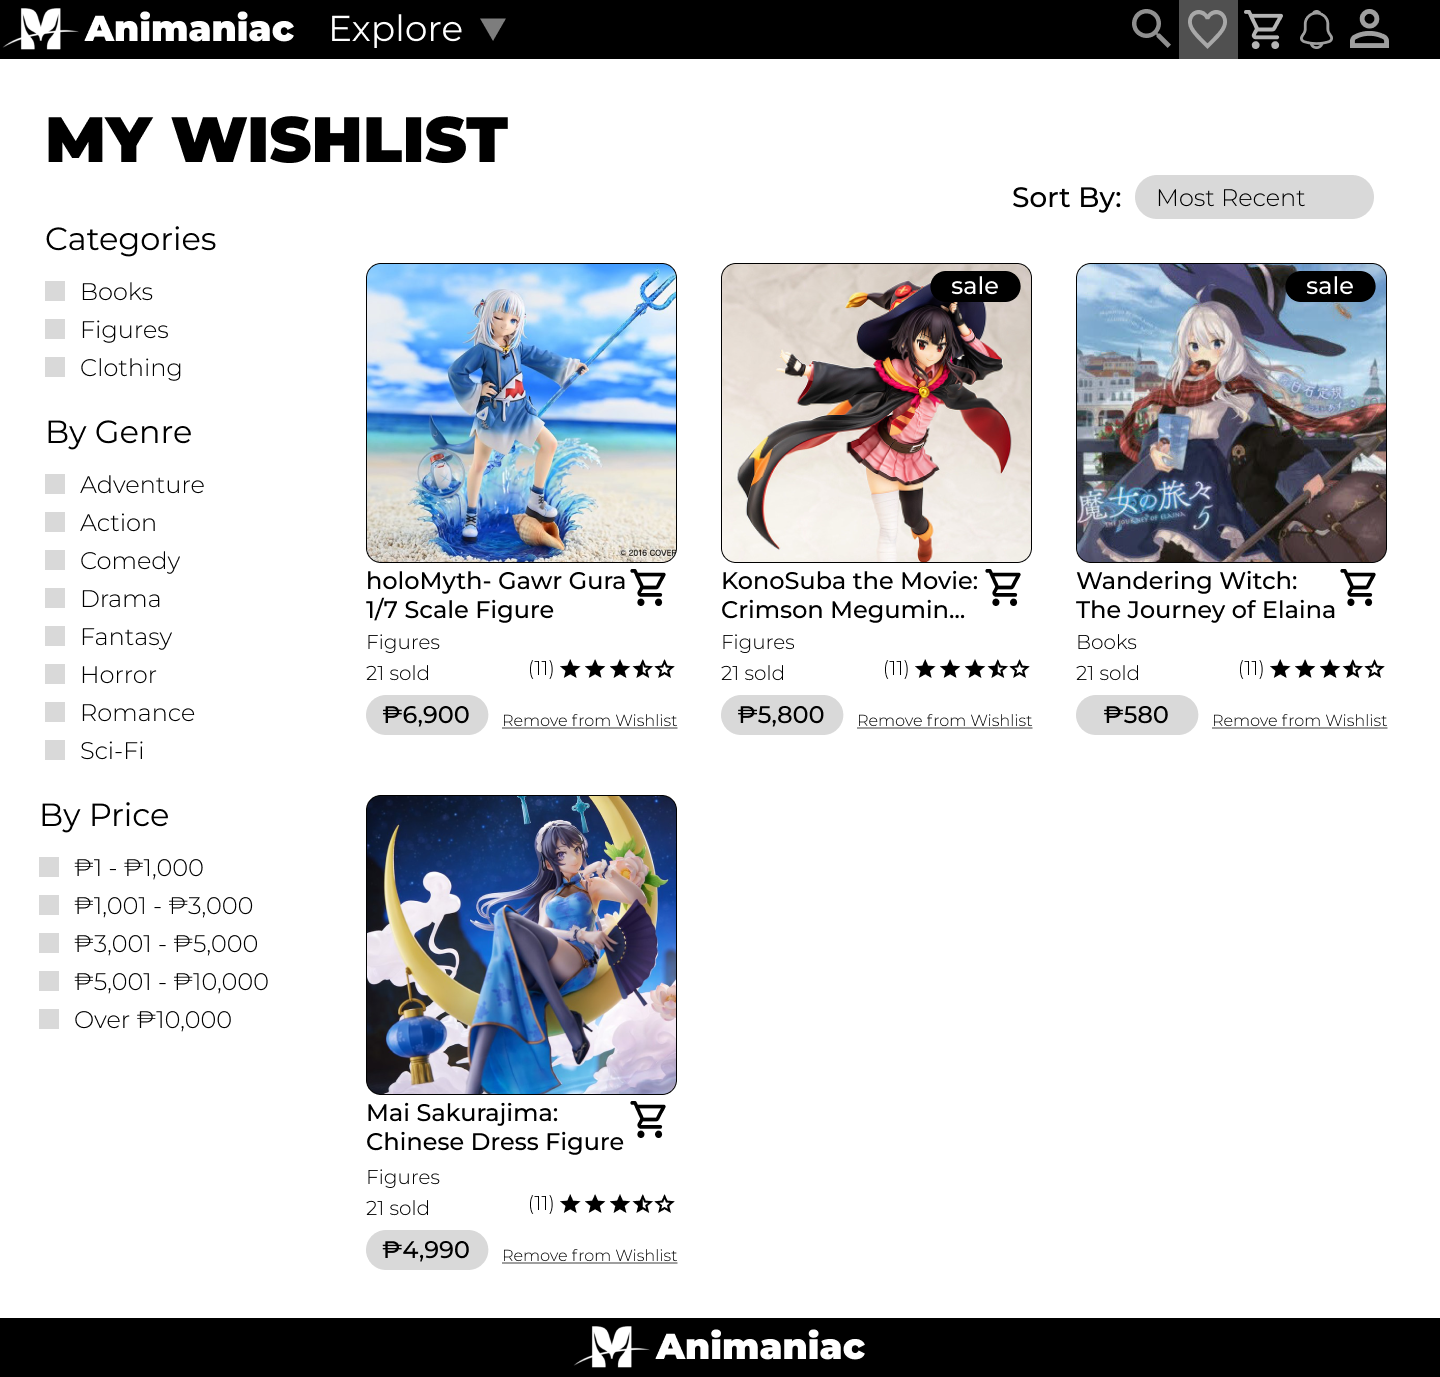 Animaniac Explore
MY WISHLIST
Sort By: Most Recent
Categories
Books
Figures
Clothing
By Genre
Adventure
Action
Comedy
Drama
Fantasy
Horror
Romance
Sci-Fi
By Price
₱1 - ₱1,000
₱1,001 - ₱3,000
₱3,001 - ₱5,000
₱5,001 - ₱10,000
Over ₱10,000
© 2016 COVER
holoMyth- Gawr Gura
1/7 Scale Figure
Figures
21 sold (11)
₱6,900 Remove from Wishlist
sale
KonoSuba the Movie:
Crimson Megumin...
Figures
21 sold (11)
₱5,800 Remove from Wishlist
sale
魔女の旅々
THE JOURNEY OF ELAINA
5
Wandering Witch:
The Journey of Elaina
Books
21 sold (11)
₱580 Remove from Wishlist
Mai Sakurajima:
Chinese Dress Figure
Figures
21 sold (11)
₱4,990 Remove from Wishlist
Animaniac